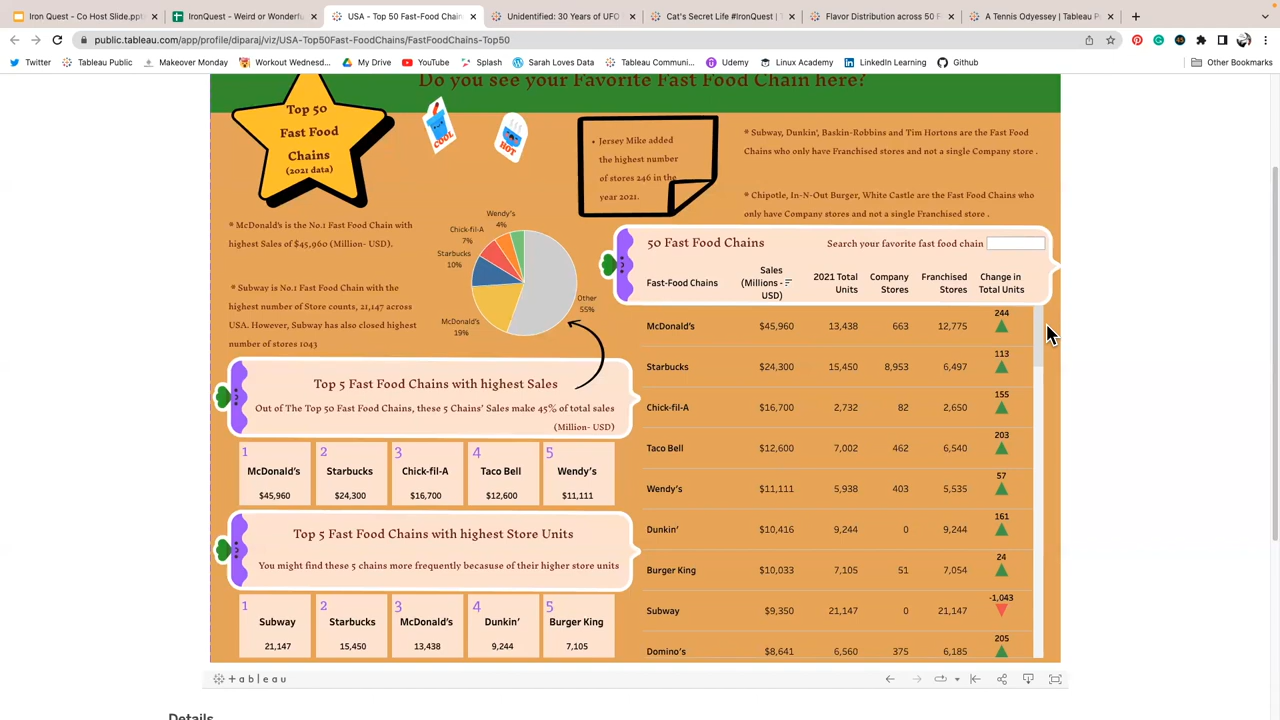 Iron Quest - Co Host Slide.ppt
IronQuest - Weird or Wonderfu
USA - Top 50 Fast-Food Chain
Unidentified: 30 Years of UFO
Cat's Secret Life #IronQuest | T
Flavor Distribution across 50 F
A Tennis Odyssey | Tableau P
public.tableau.com/app/profile/diparaj/viz/USA-Top50Fast-FoodChains/FastFoodChains-Top50
Twitter
Tableau Public
Makeover Monday
Workout Wednesd...
My Drive
YouTube
Splash
Sarah Loves Data
Tableau Communi...
Udemy
Linux Academy
LinkedIn Learning
Github
Other Bookmarks
Do you see your Favorite Fast Food Chain here?
Top 50
Fast Food
Chains
(2021 data)
COOL
HOT
• Jersey Mike added
the highest number
of stores 246 in the
year 2021.
* Subway, Dunkin', Baskin-Robbins and Tim Hortons are the Fast Food
Chains who only have Franchised stores and not a single Company store .
* Chipotle, In-N-Out Burger, White Castle are the Fast Food Chains who
only have Company stores and not a single Franchised store .
* McDonald's is the No.1 Fast Food Chain with
highest Sales of $45,960 (Million- USD).
* Subway is No.1 Fast Food Chain with the
highest number of Store counts, 21,147 across
USA. However, Subway has also closed highest
number of stores 1043
Wendy's
4%
Chick-fil-A
7%
Starbucks
10%
McDonald's
19%
Other
55%
Top 5 Fast Food Chains with highest Sales
Out of The Top 50 Fast Food Chains, these 5 Chains' Sales make 45% of total sales
(Million- USD)
1 2 3 4 5
McDonald's Starbucks Chick-fil-A Taco Bell Wendy's
$45,960 $24,300 $16,700 $12,600 $11,111
Top 5 Fast Food Chains with highest Store Units
You might find these 5 chains more frequently becasuse of their higher store units
1 2 3 4 5
Subway Starbucks McDonald's Dunkin' Burger King
21,147 15,450 13,438 9,244 7,105
50 Fast Food Chains
Search your favorite fast food chain
Fast-Food Chains
Sales
(Millions -
USD)
2021 Total
Units
Company
Stores
Franchised
Stores
Change in
Total Units
McDonald's $45,960 13,438 663 12,775 244
Starbucks $24,300 15,450 8,953 6,497 113
Chick-fil-A $16,700 2,732 82 2,650 155
Taco Bell $12,600 7,002 462 6,540 203
Wendy's $11,111 5,938 403 5,535 57
Dunkin' $10,416 9,244 0 9,244 161
Burger King $10,033 7,105 51 7,054 24
Subway $9,350 21,147 0 21,147 -1,043
Domino's $8,641 6,560 375 6,185 205
+ a b l e a u
Details